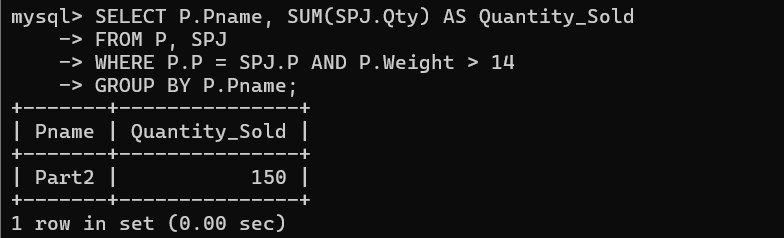 mysql> SELECT P.Pname, SUM(SPJ.Qty) AS Quantity_Sold
    -> FROM P, SPJ
    -> WHERE P.P = SPJ.P AND P.Weight > 14
    -> GROUP BY P.Pname;
+-------+---------------+
| Pname | Quantity_Sold |
+-------+---------------+
| Part2 |           150 |
+-------+---------------+
1 row in set (0.00 sec)